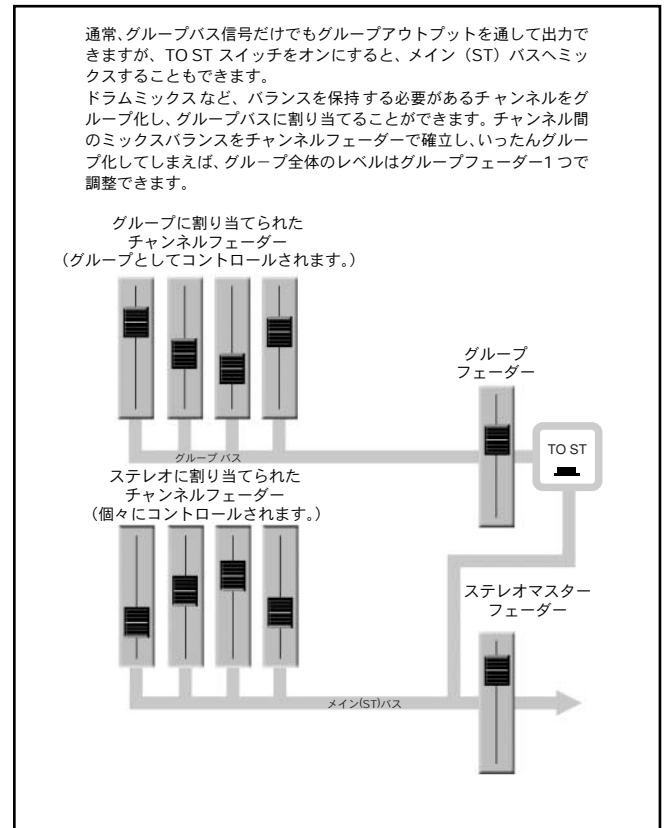 通常、グループバス信号だけでもグループアウトプットを通して出力で
きますが、TO ST スイッチをオンにすると、メイン（ST）バスへミッ
クスすることもできます。
ドラムミックスなど、バランスを保持する必要があるチャンネルをグ
ループ化し、グループバスに割り当てることができます。チャンネル間
のミックスバランスをチャンネルフェーダーで確立し、いったんグルー
プ化してしまえば、グループ全体のレベルはグループフェーダー1 つで
調整できます。
グループに割り当てられた
チャンネルフェーダー
（グループとしてコントロールされます。）
グループ
フェーダー
TO ST
グループ バス
ステレオに割り当てられた
チャンネルフェーダー
（個々にコントロールされます。）
ステレオマスター
フェーダー
メイン(ST)バス